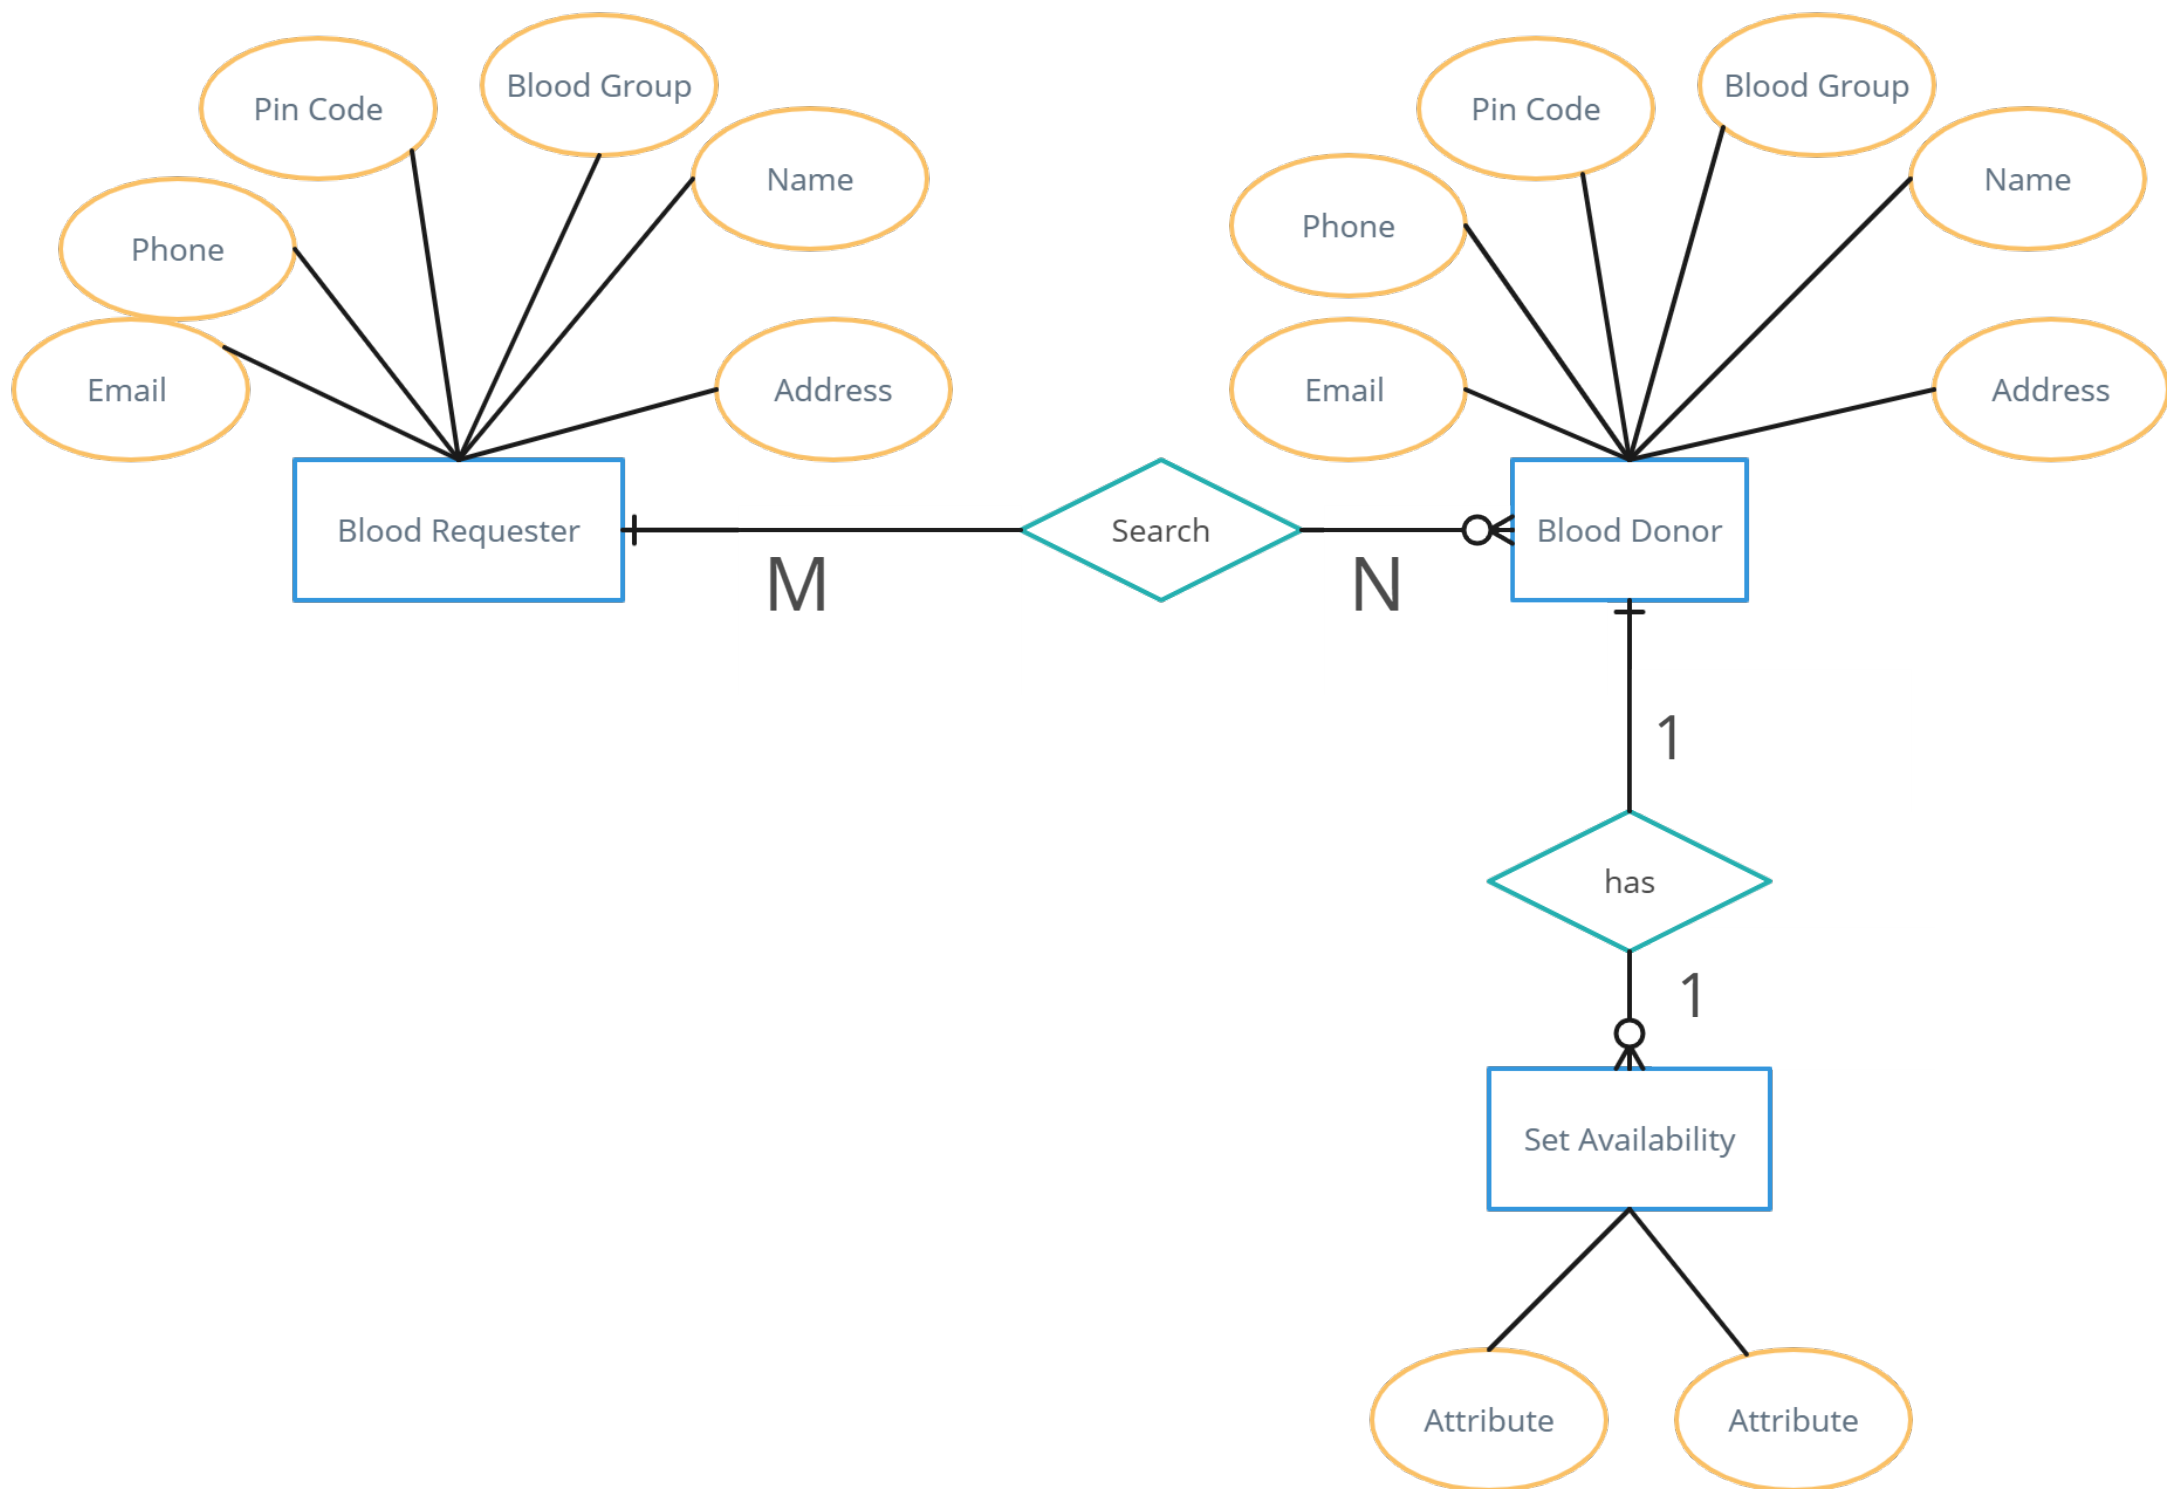 Blood Group
Blood Group
Pin Code
Pin Code
Name
Name
Phone
Phone
Email
Address
Email
Address
Blood Requester
Search
Blood Donor
M
N
1
has
1
Set Availability
Attribute
Attribute